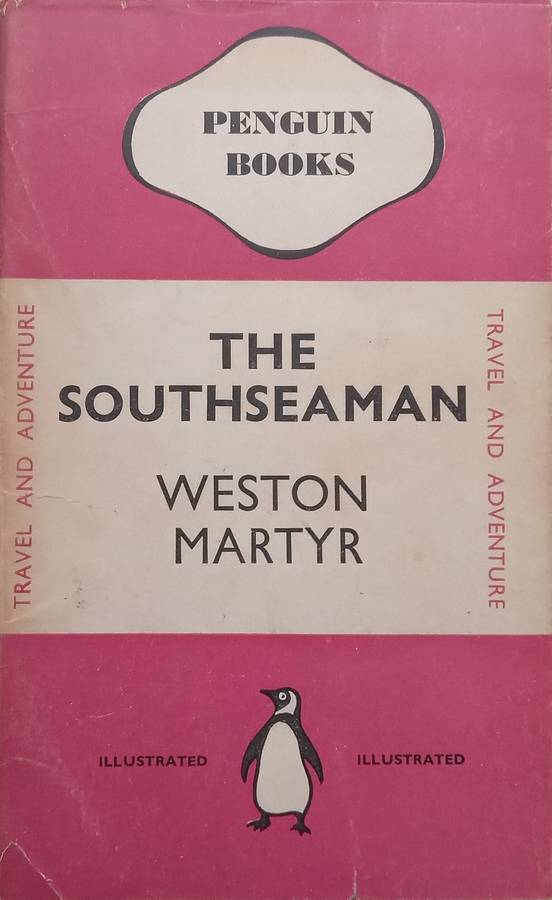 PENGUIN
BOOKS
TRAVEL AND ADVENTURE
THE
SOUTHSEAMAN
WESTON
MARTYR
TRAVEL AND ADVENTURE
ILLUSTRATED
ILLUSTRATED